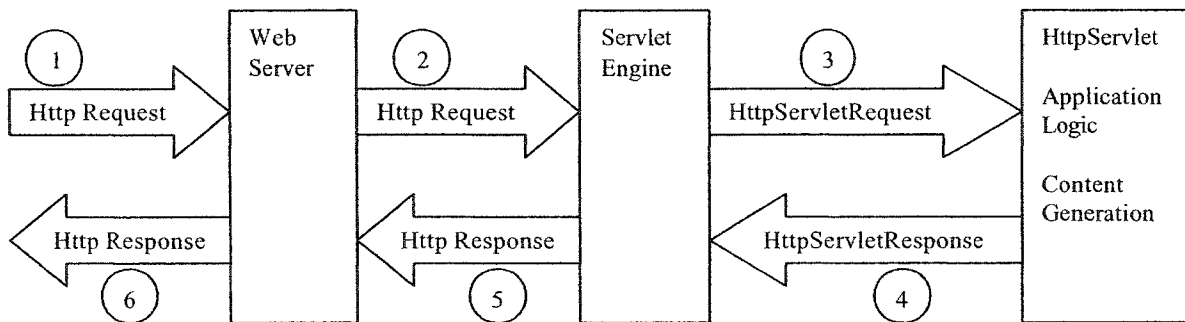 1
Http Request
Web
Server
2
Http Request
Servlet
Engine
3
HttpServletRequest
HttpServlet
Application
Logic
Content
Generation
Http Response
6
Http Response
5
HttpServletResponse
4